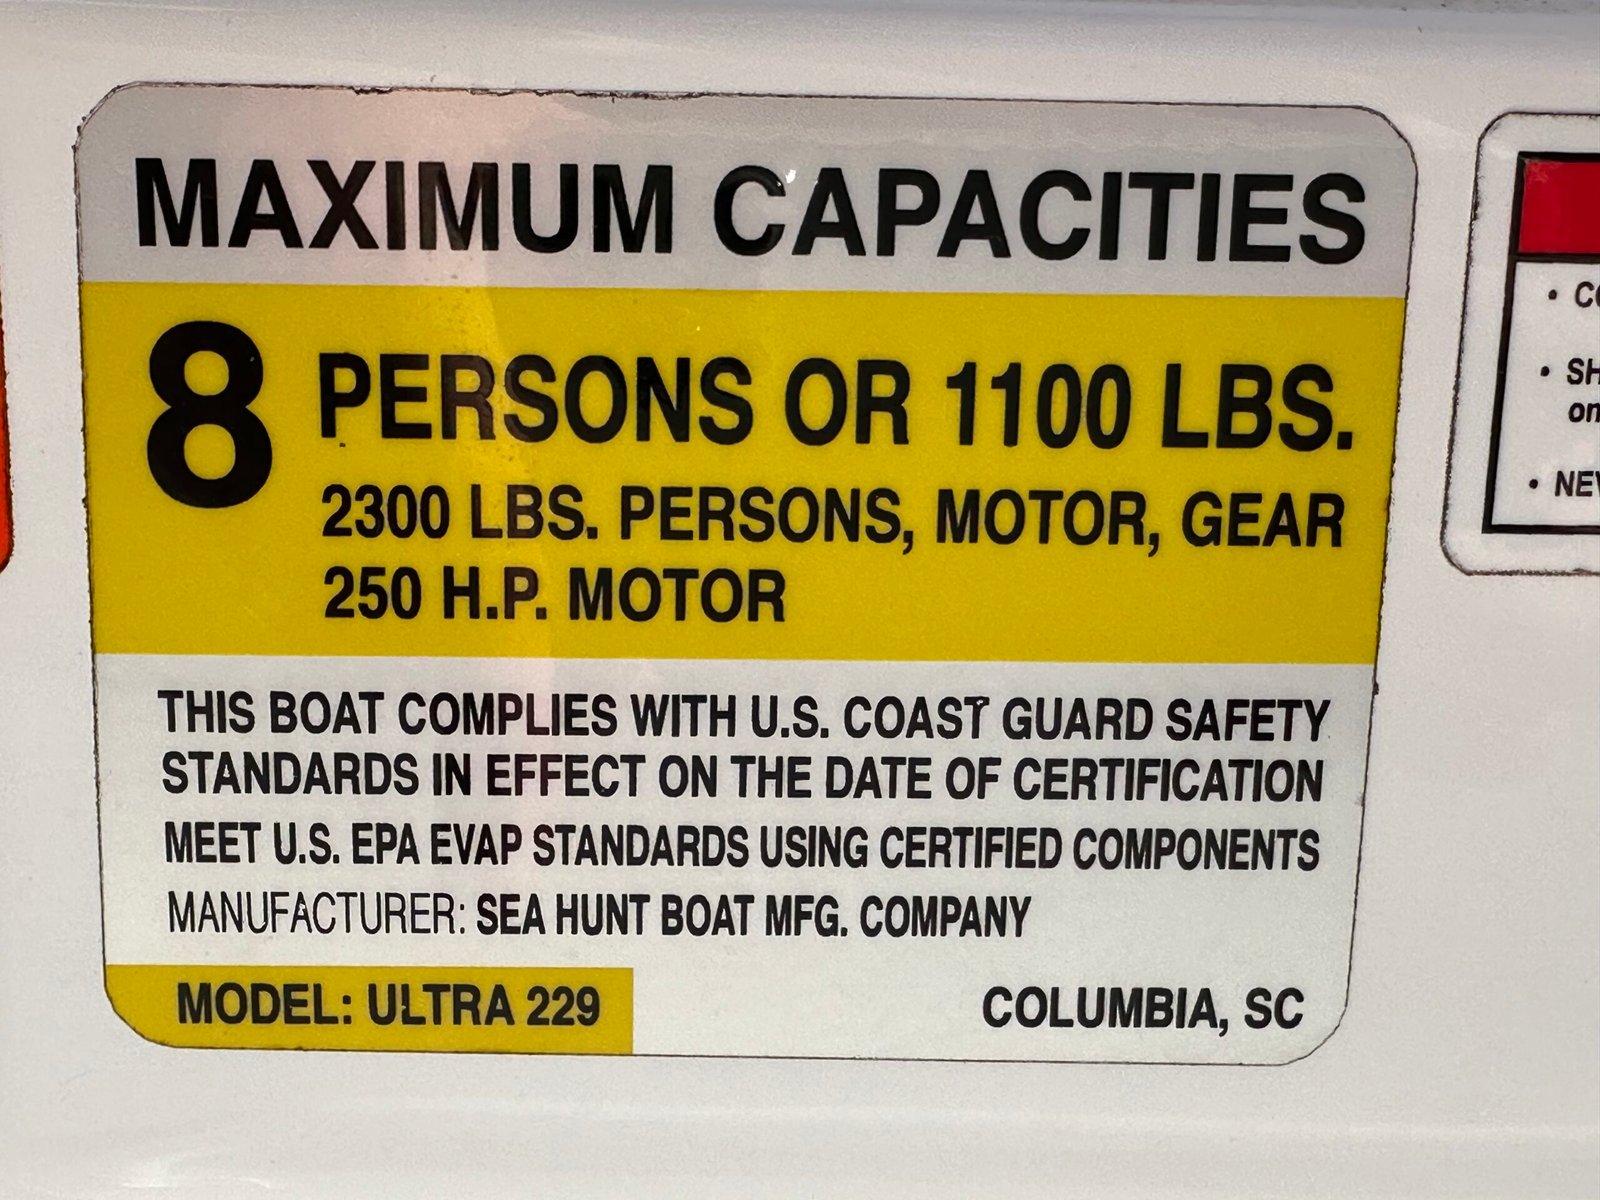 MAXIMUM CAPACITIES
8 PERSONS OR 1100 LBS.
2300 LBS. PERSONS, MOTOR, GEAR
250 H.P. MOTOR
THIS BOAT COMPLIES WITH U.S. COAST GUARD SAFETY
STANDARDS IN EFFECT ON THE DATE OF CERTIFICATION
MEET U.S. EPA EVAP STANDARDS USING CERTIFIED COMPONENTS
MANUFACTURER: SEA HUNT BOAT MFG. COMPANY
MODEL: ULTRA 229
COLUMBIA, SC